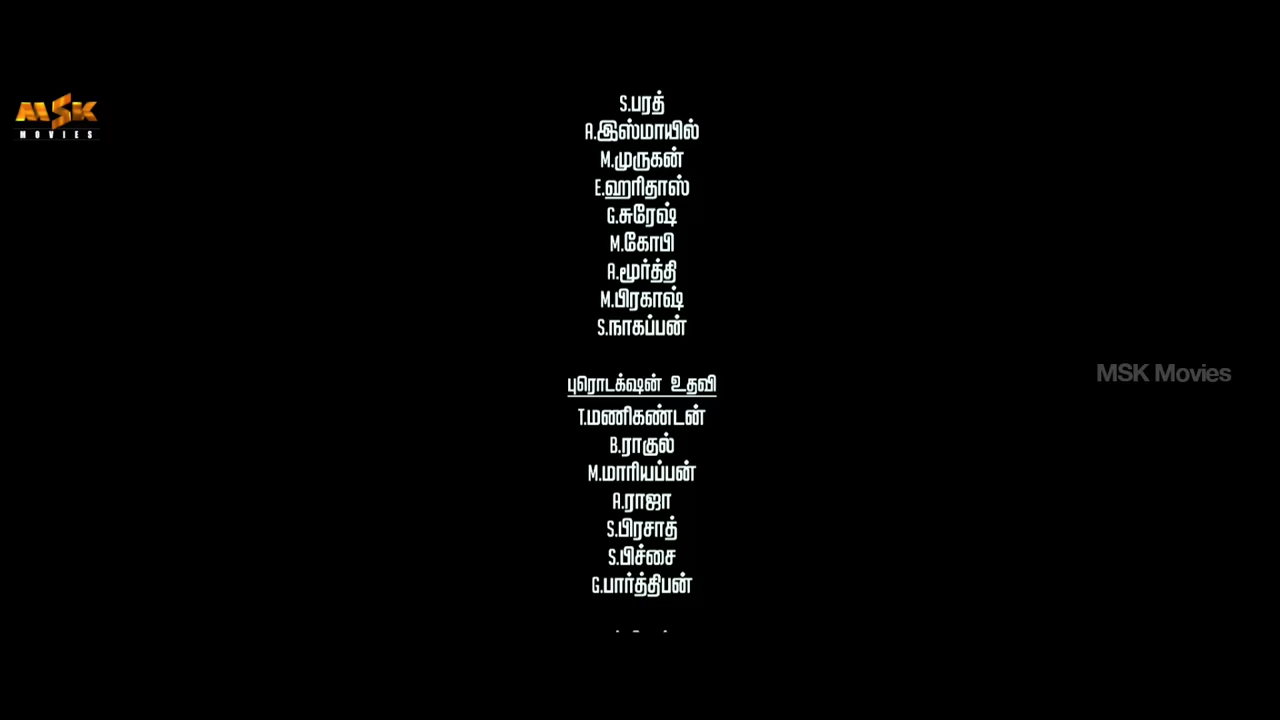 MSK
MOVIES
S.பரத்
A.இஸ்மாயில்
M.முருகன்
E.ஹரிதாஸ்
G.சுரேஷ்
M.கோபி
A.மூர்த்தி
M.பிரகாஷ்
S.நாகப்பன்
MSK Movies
புரொடக்ஷன் உதவி
T.மணிகண்டன்
B.ராகுல்
M.மாரியப்பன்
A.ராஜா
S.பிரசாத்
S.பிச்சை
G.பார்த்திபன்